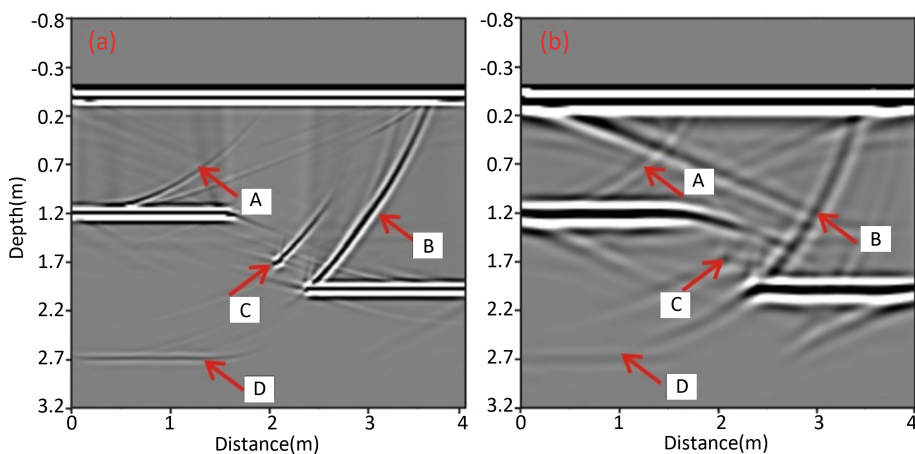 (a)
-0.8
-0.3
0.2
0.7
1.2
1.7
2.2
2.7
3.2
Depth(m)
A
B
C
D
0 1 2 3 4
Distance(m)
(b)
-0.8
-0.3
0.2
0.7
1.2
1.7
2.2
2.7
3.2
A
B
C
D
0 1 2 3 4
Distance(m)